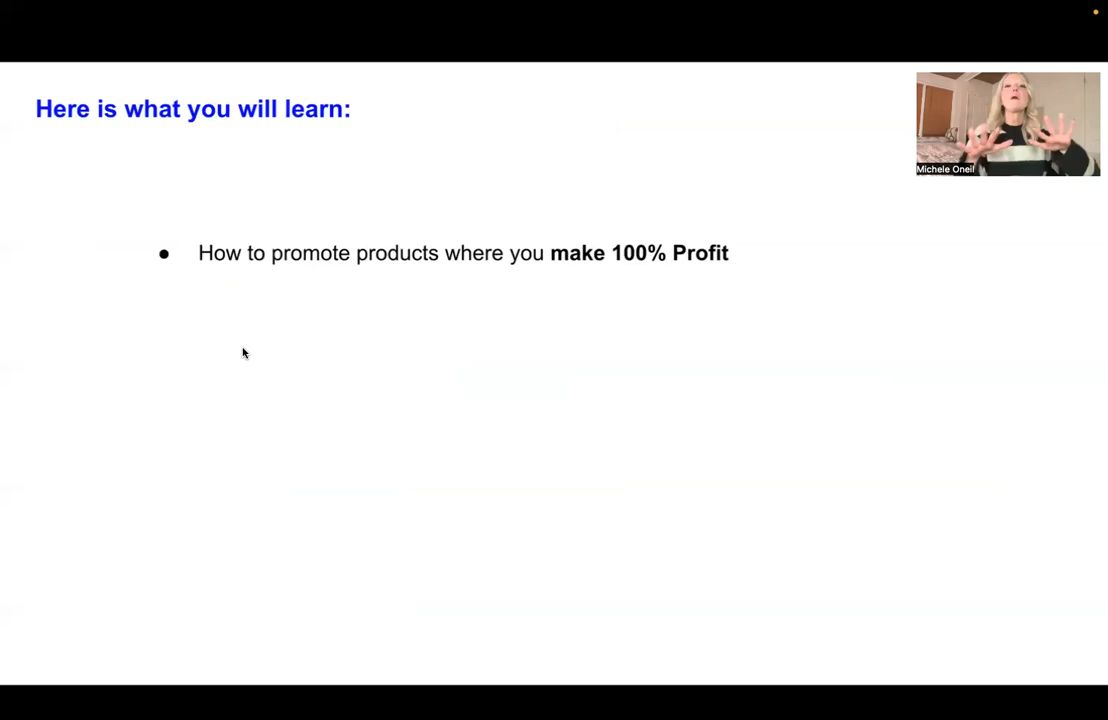 Here is what you will learn:
Michele Oneil
● How to promote products where you make 100% Profit